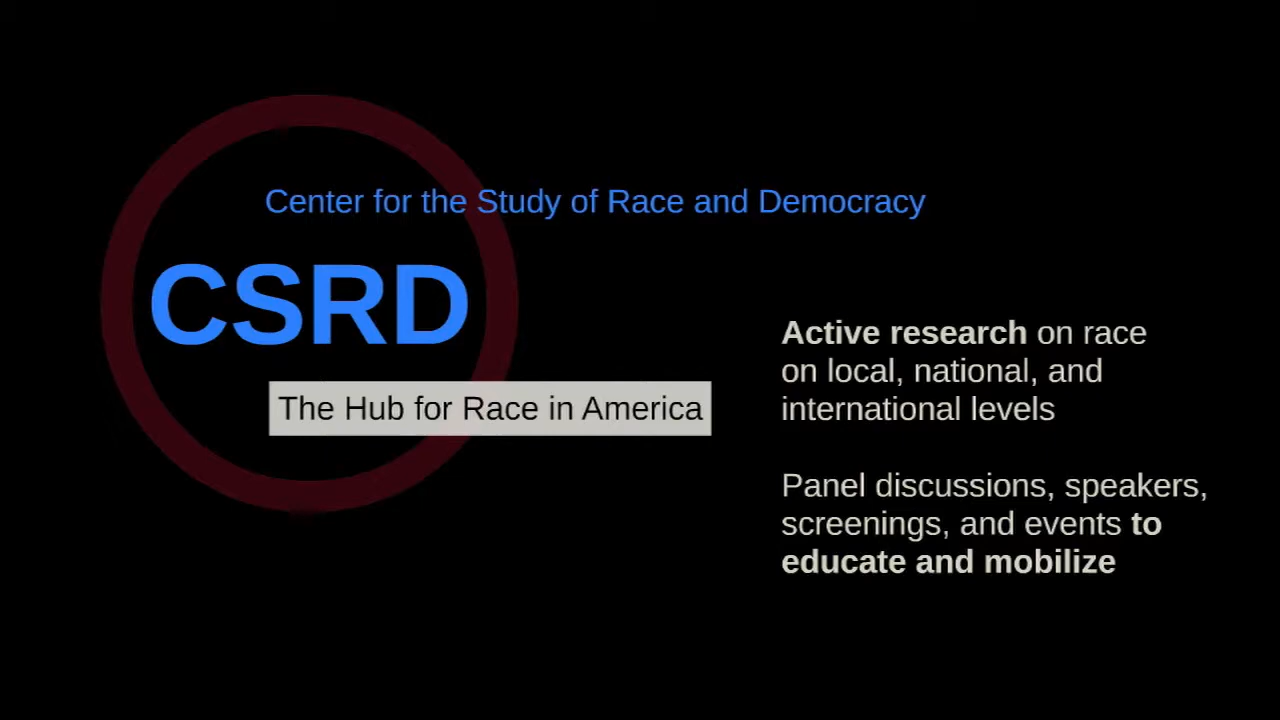 Center for the Study of Race and Democracy
CSRD
The Hub for Race in America
Active research on race
on local, national, and
international levels
Panel discussions, speakers,
screenings, and events to
educate and mobilize